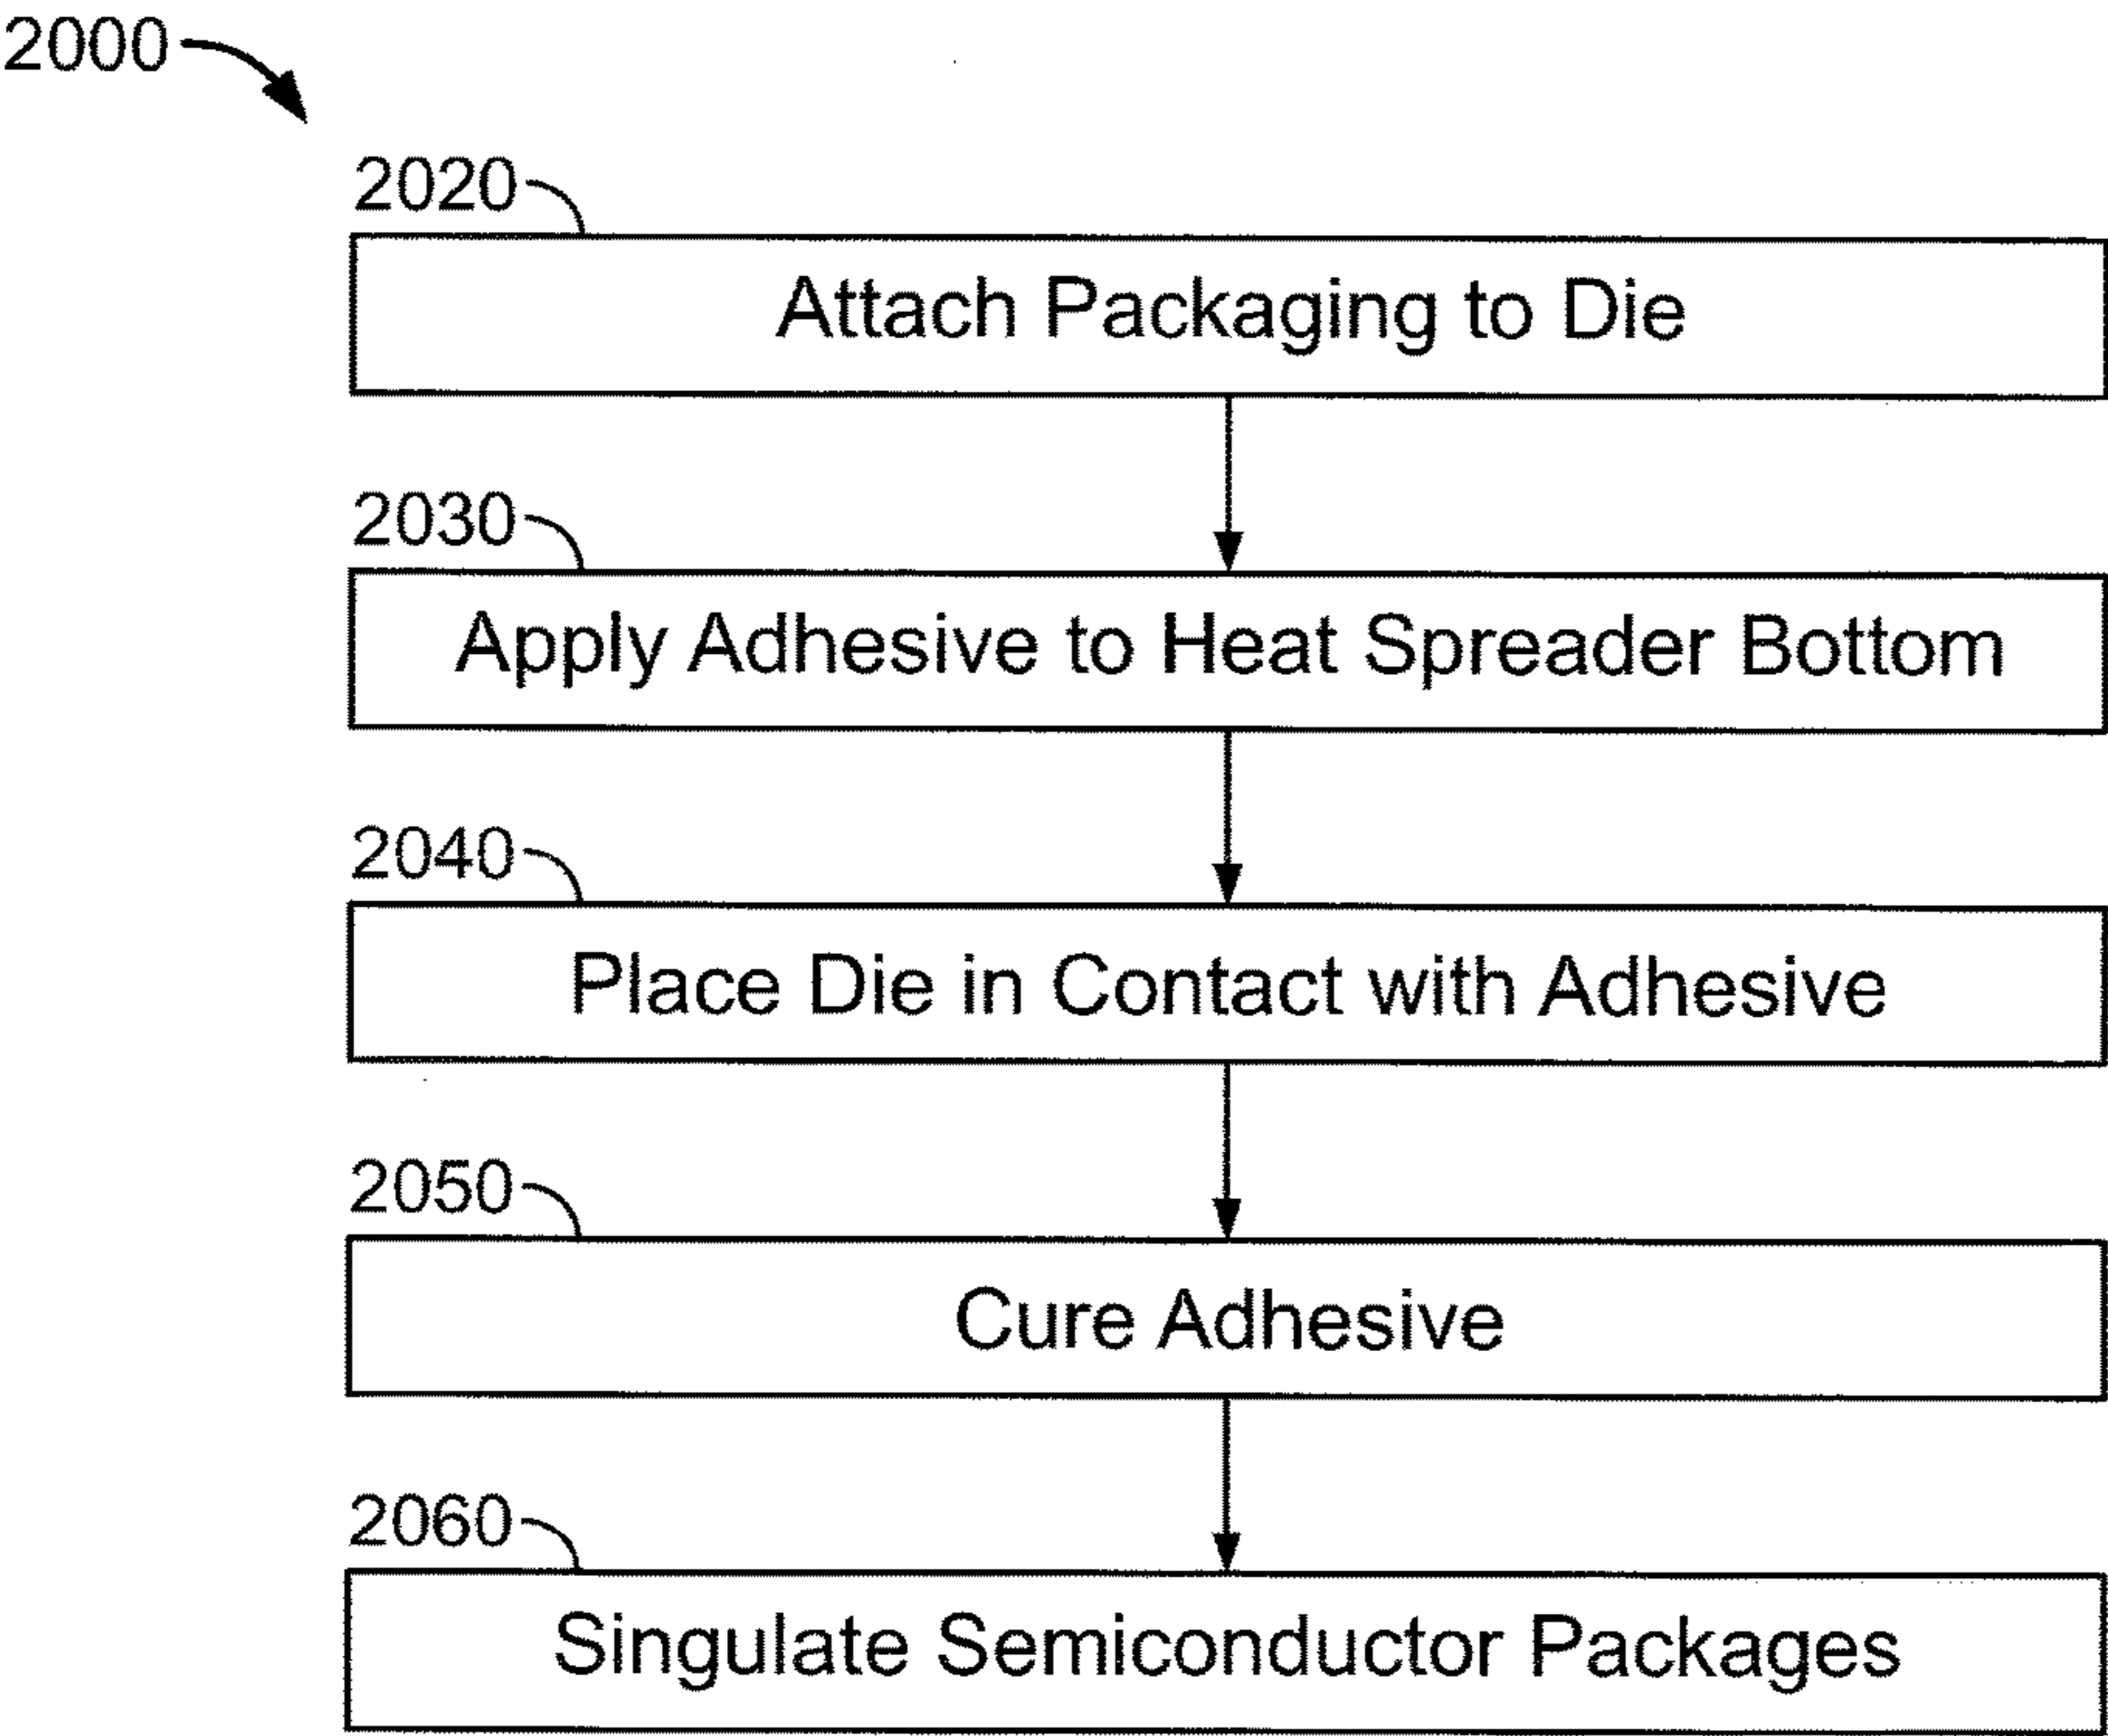 2000
2020
Attach Packaging to Die
2030
Apply Adhesive to Heat Spreader Bottom
2040
Place Die in Contact with Adhesive
2050
Cure Adhesive
2060
Singulate Semiconductor Packages